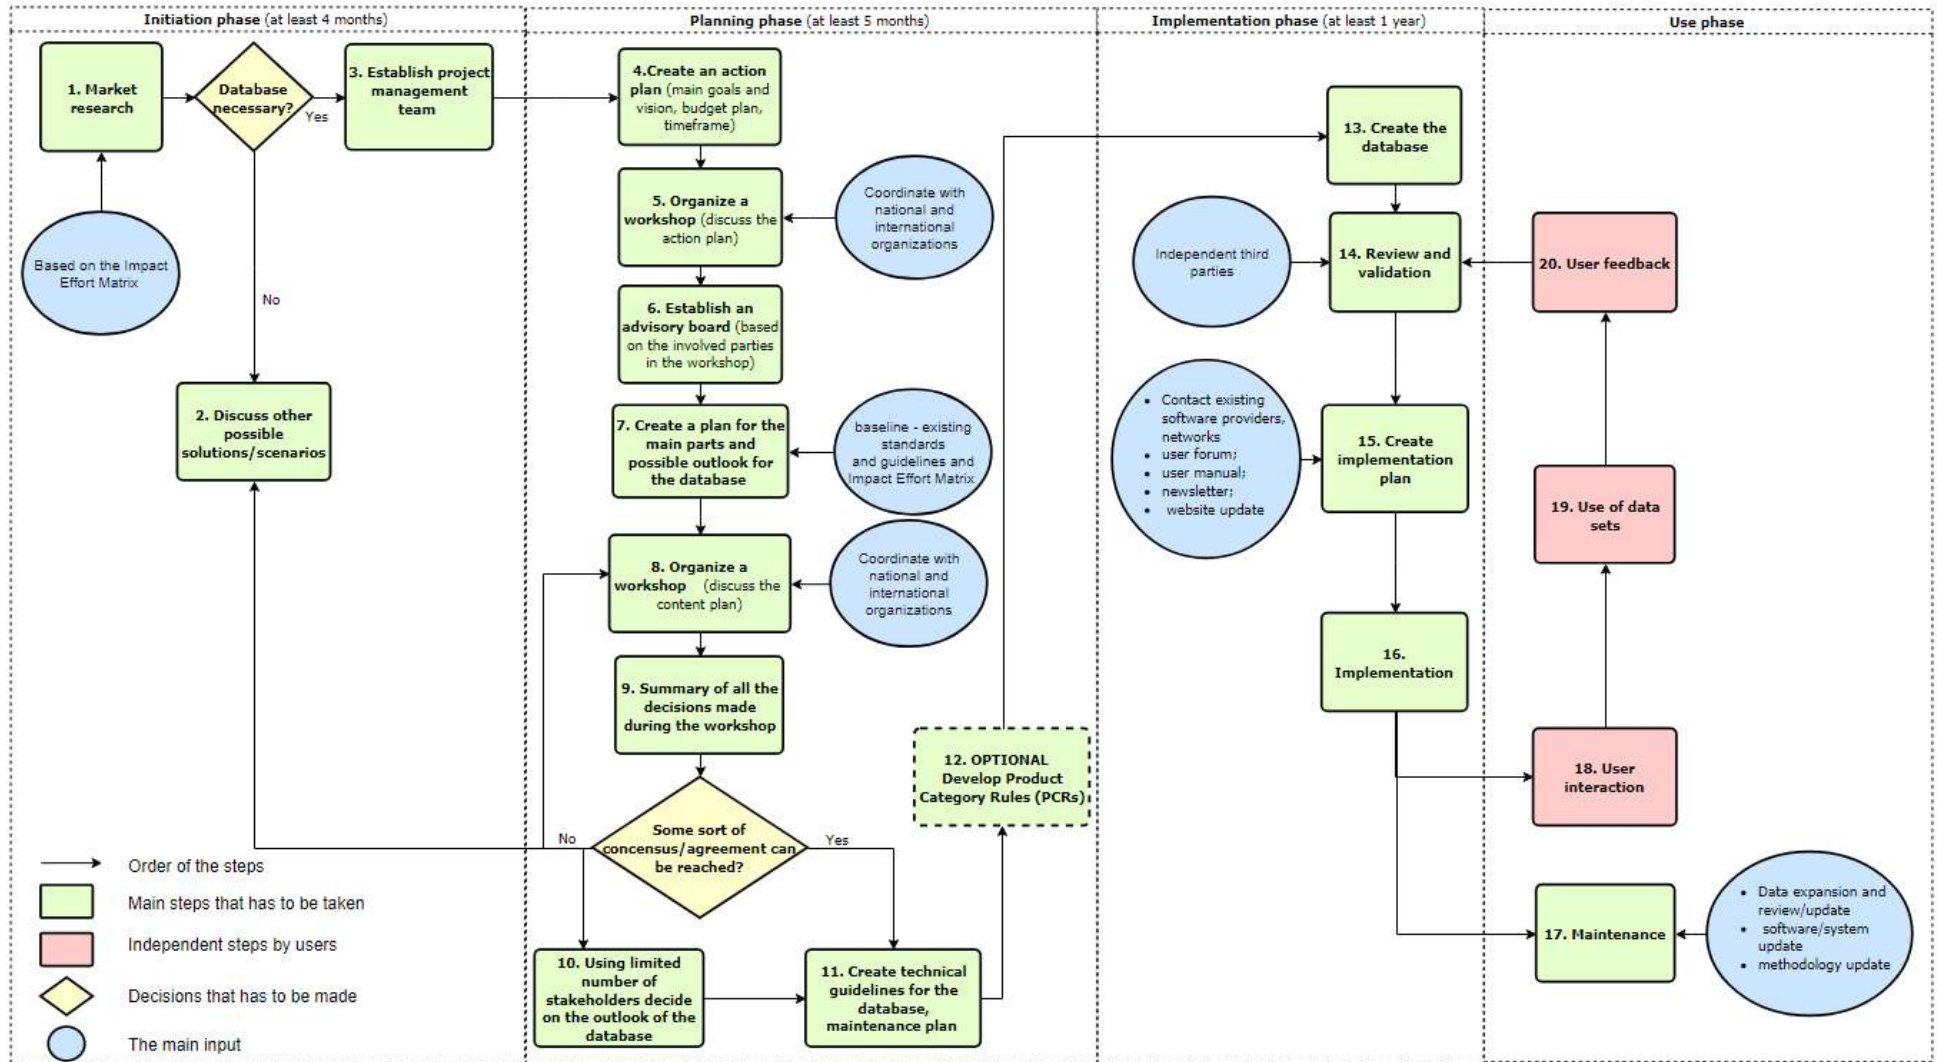 Initiation phase (at least 4 months)
Planning phase (at least 5 months)
Implementation phase (at least 1 year)
Use phase
1. Market
research
Database
necessary?
Yes
3. Establish project
management
team
Based on the Impact
Effort Matrix
No
2. Discuss other
possible
solutions/scenarios
4.Create an action
plan (main goals and
vision, budget plan,
timeframe)
5. Organize a
workshop (discuss the
action plan)
Coordinate with
national and
international
organizations
6. Establish an
advisory board (based
on the involved parties
in the workshop)
7. Create a plan for the
main parts and
possible outlook for
the database
baseline - existing
standards
and guidelines and
Impact Effort Matrix
8. Organize a
workshop (discuss the
content plan)
Coordinate with
national and
international
organizations
9. Summary of all the
decisions made
during the workshop
Some sort of
concensus/agreement can
be reached?
No
Yes
10. Using limited
number of
stakeholders decide
on the outlook of the
database
11. Create technical
guidelines for the
database,
maintenance plan
12. OPTIONAL
Develop Product
Category Rules (PCRs)
13. Create the
database
14. Review and
validation
Independent third
parties
• Contact existing
software providers,
networks
• user forum;
• user manual;
• newsletter;
• website update
15. Create
implementation
plan
16.
Implementation
20. User feedback
19. Use of data
sets
18. User
interaction
17. Maintenance
• Data expansion and
review/update
• software/system
update
• methodology update
Order of the steps
Main steps that has to be taken
Independent steps by users
Decisions that has to be made
The main input